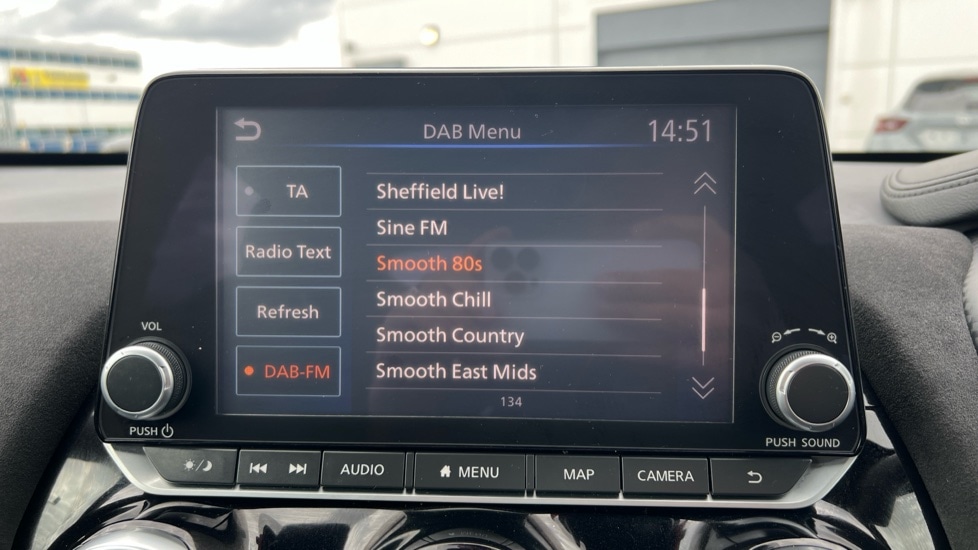 DAB Menu 14:51
TA
Radio Text
Refresh
DAB-FM
Sheffield Live!
Sine FM
Smooth 80s
Smooth Chill
Smooth Country
Smooth East Mids
134
VOL
PUSH
PUSH SOUND
AUDIO MENU MAP CAMERA